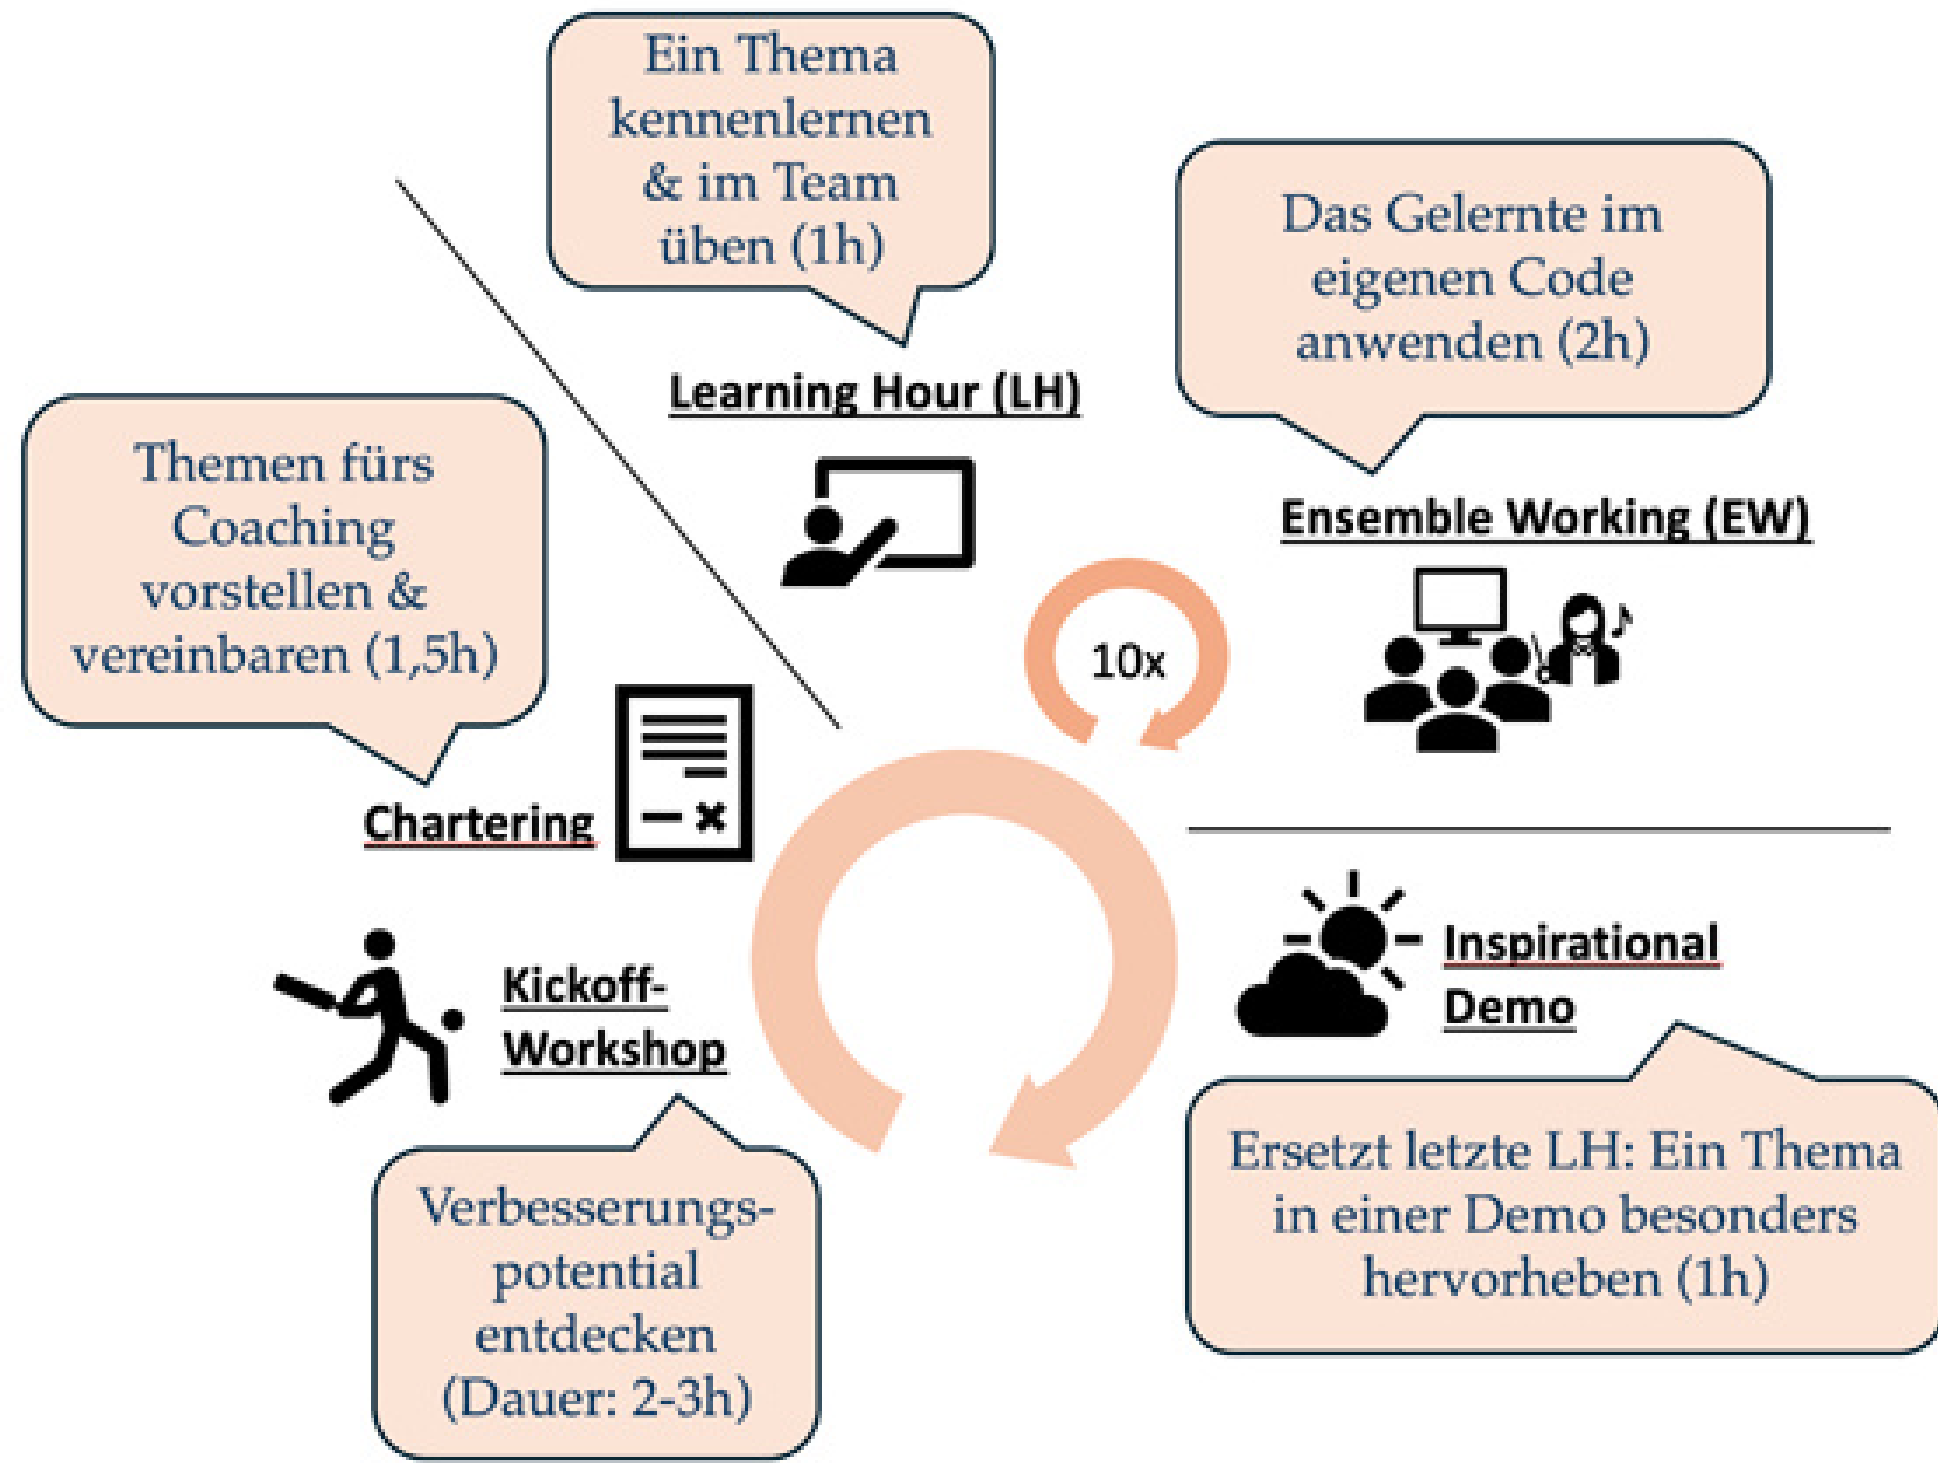 Ein Thema
kennenlernen
& im Team
üben (1h)
Learning Hour (LH)
Das Gelernte im
eigenen Code
anwenden (2h)
Ensemble Working (EW)
Themen fürs
Coaching
vorstellen &
vereinbaren (1,5h)
Chartering
10x
Kickoff-
Workshop
Verbesserungs-
potential
entdecken
(Dauer: 2-3h)
Inspirational
Demo
Ersetzt letzte LH: Ein Thema
in einer Demo besonders
hervorheben (1h)